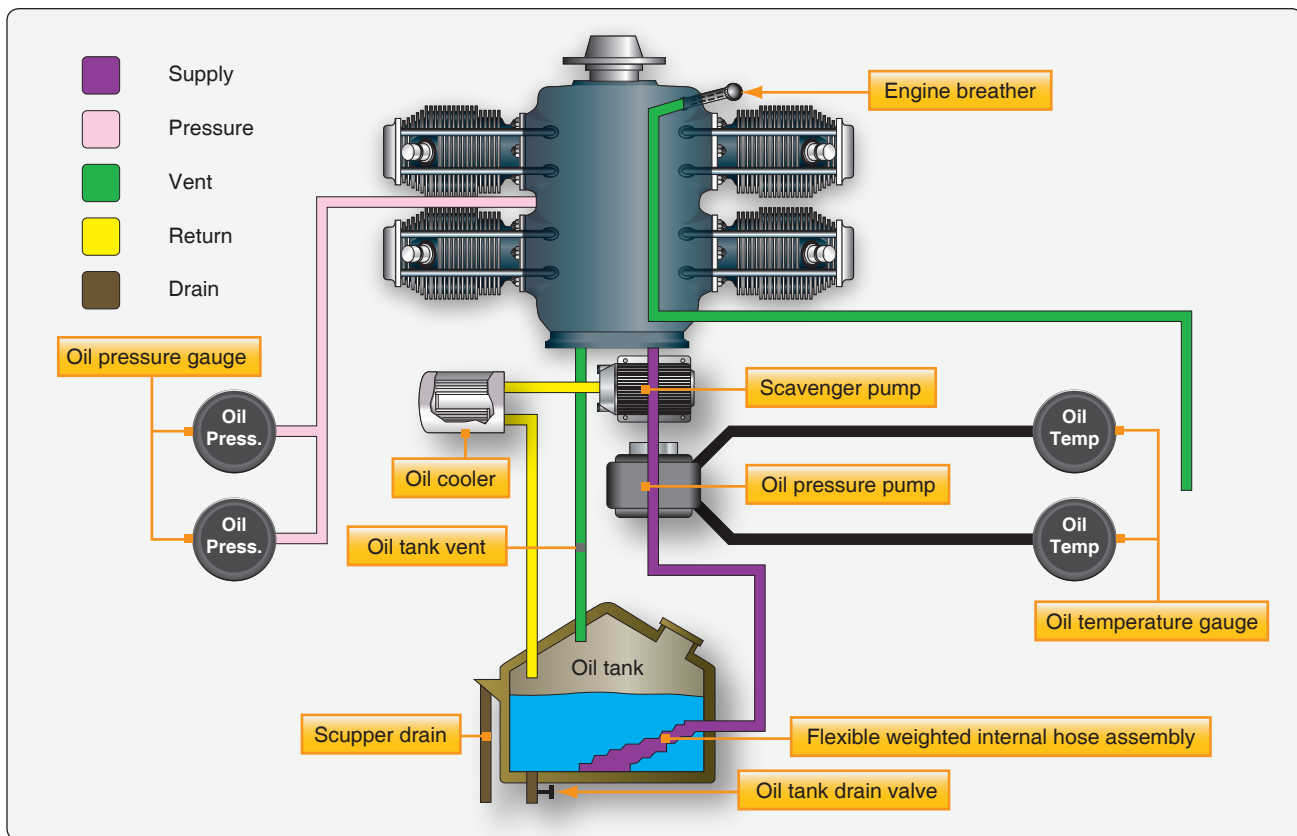 Supply
Pressure
Vent
Return
Drain
Engine breather
Oil pressure gauge
Oil
Press.
Oil
Press.
Scavenger pump
Oil cooler
Oil pressure pump
Oil
Temp
Oil
Temp
Oil tank vent
Oil temperature gauge
Oil tank
Scupper drain
Flexible weighted internal hose assembly
Oil tank drain valve